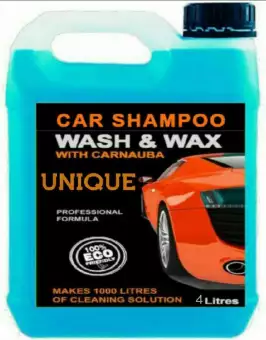 CAR SHAMPOO
WASH & WAX
WITH CARNAUBA
UNIQUE
PROFESSIONAL
FORMULA
100%
ECO
FRIENDLY
MAKES 1000 LITRES
OF CLEANING SOLUTION
4 Litres